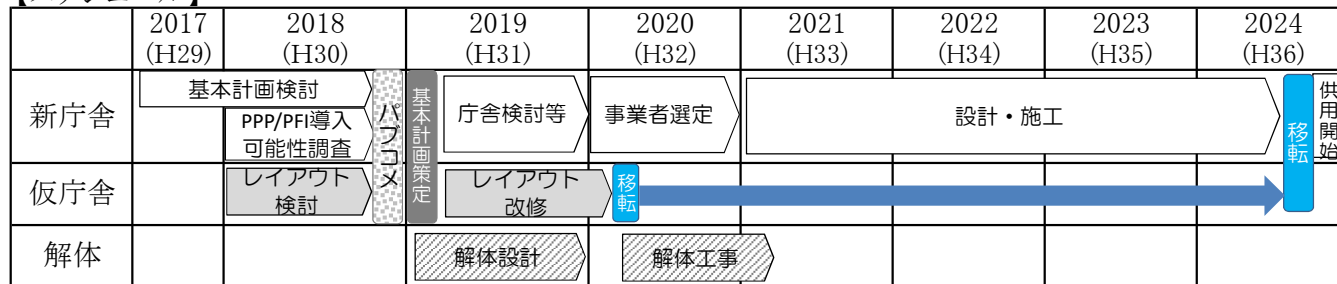 2017 2018 2019 2020 2021 2022 2023 2024
(H29) (H30) (H31) (H32) (H33) (H34) (H35) (H36)
新庁舎
基本計画検討
PPP/PFI導入
可能性調査
パブコメ
基本計画策定
庁舎検討等
事業者選定
設計・施工
移転
供用開始
仮庁舎
レイアウト
検討
レイアウト
改修
移転
解体
解体設計
解体工事